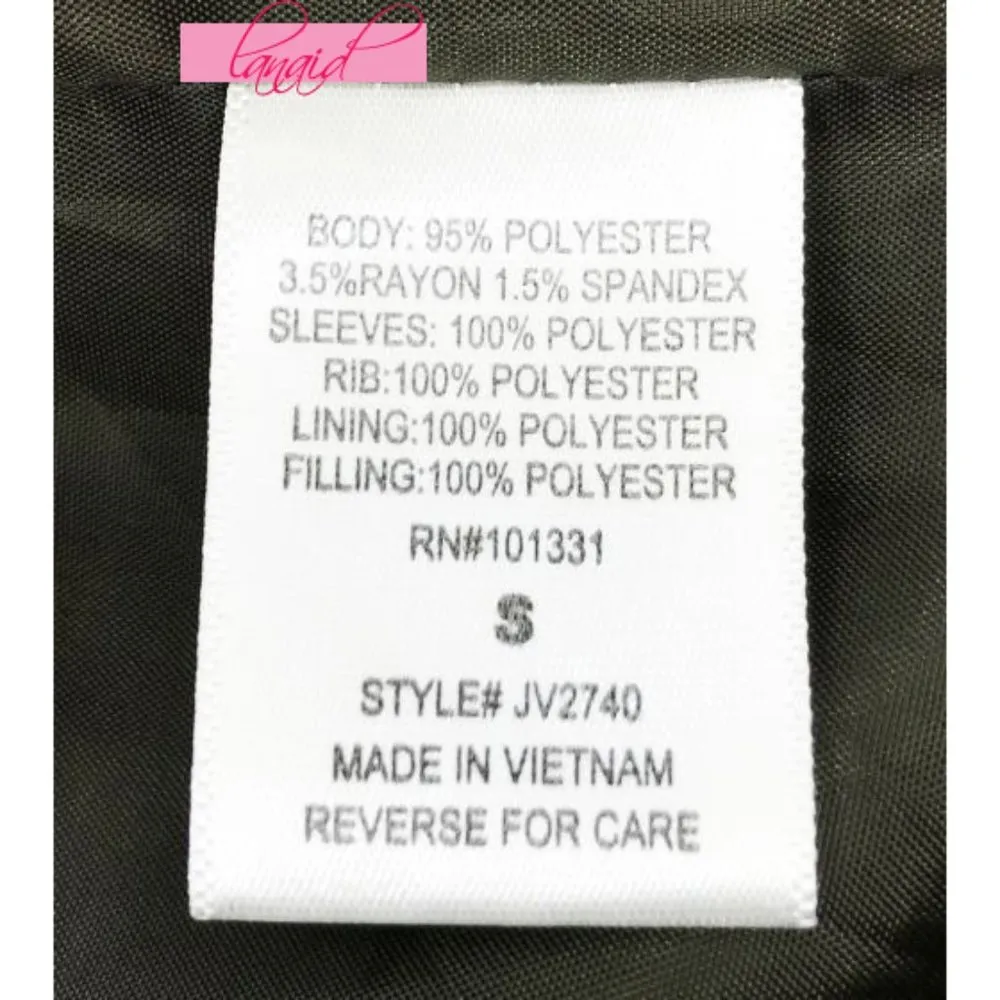 lanaid
BODY: 95% POLYESTER
3.5%RAYON 1.5% SPANDEX
SLEEVES: 100% POLYESTER
RIB:100% POLYESTER
LINING:100% POLYESTER
FILLING:100% POLYESTER
RN#101331
S
STYLE# JV2740
MADE IN VIETNAM
REVERSE FOR CARE